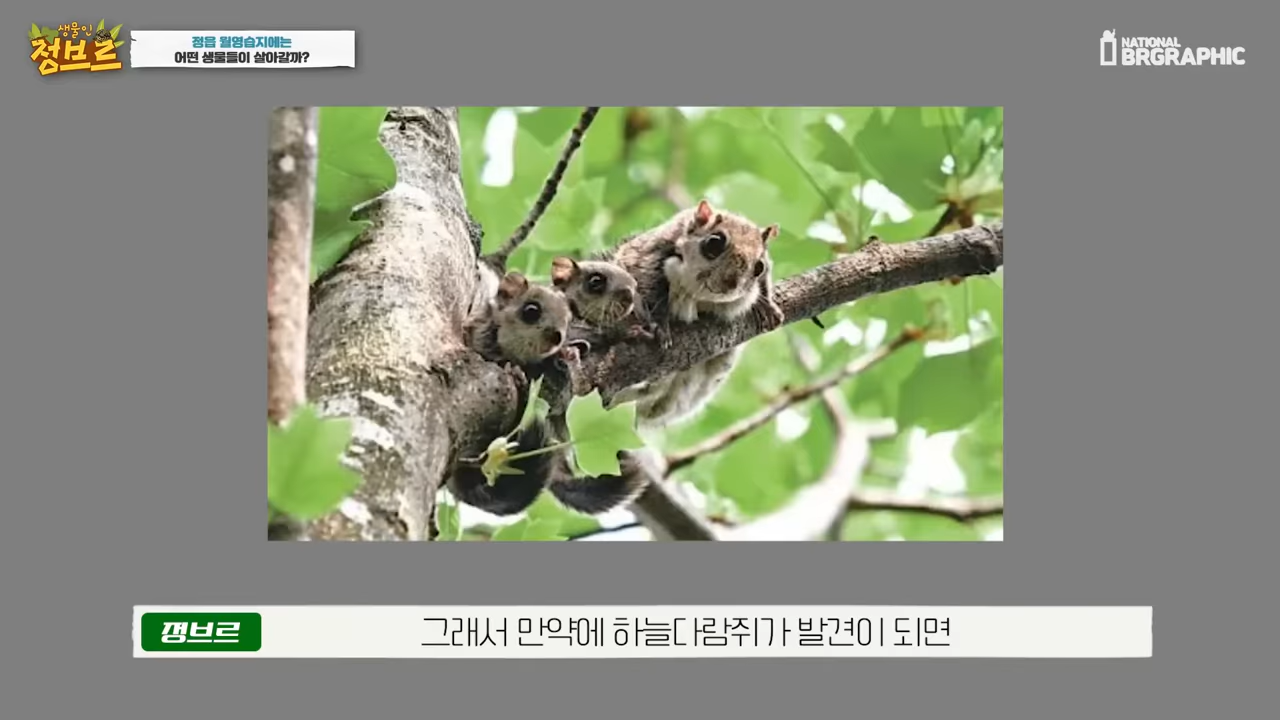 생물인
정브르
정읍 월영습지에는
어떤 생물들이 살아갈까?
NATIONAL
BRGRAPHIC
졍브르
그래서 만약에 하늘다람쥐가 발견이 되면